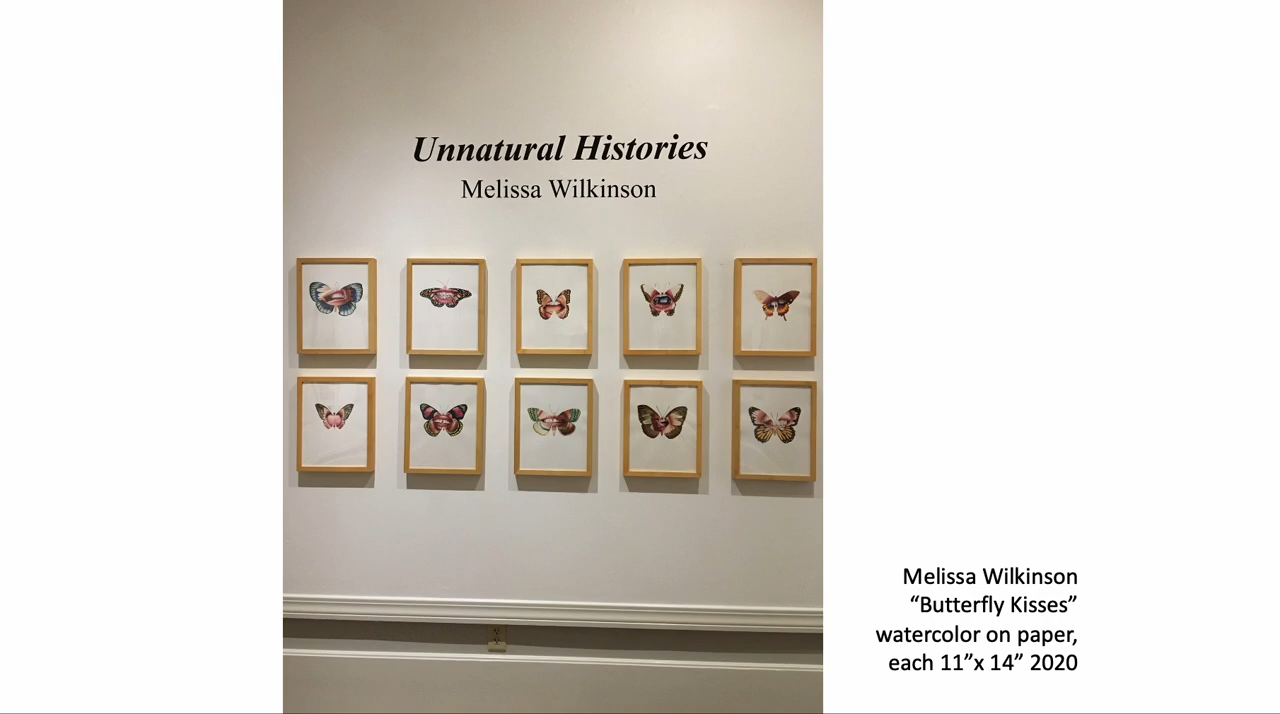 Unnatural Histories
Melissa Wilkinson
Melissa Wilkinson
“Butterfly Kisses”
watercolor on paper,
each 11”x 14” 2020